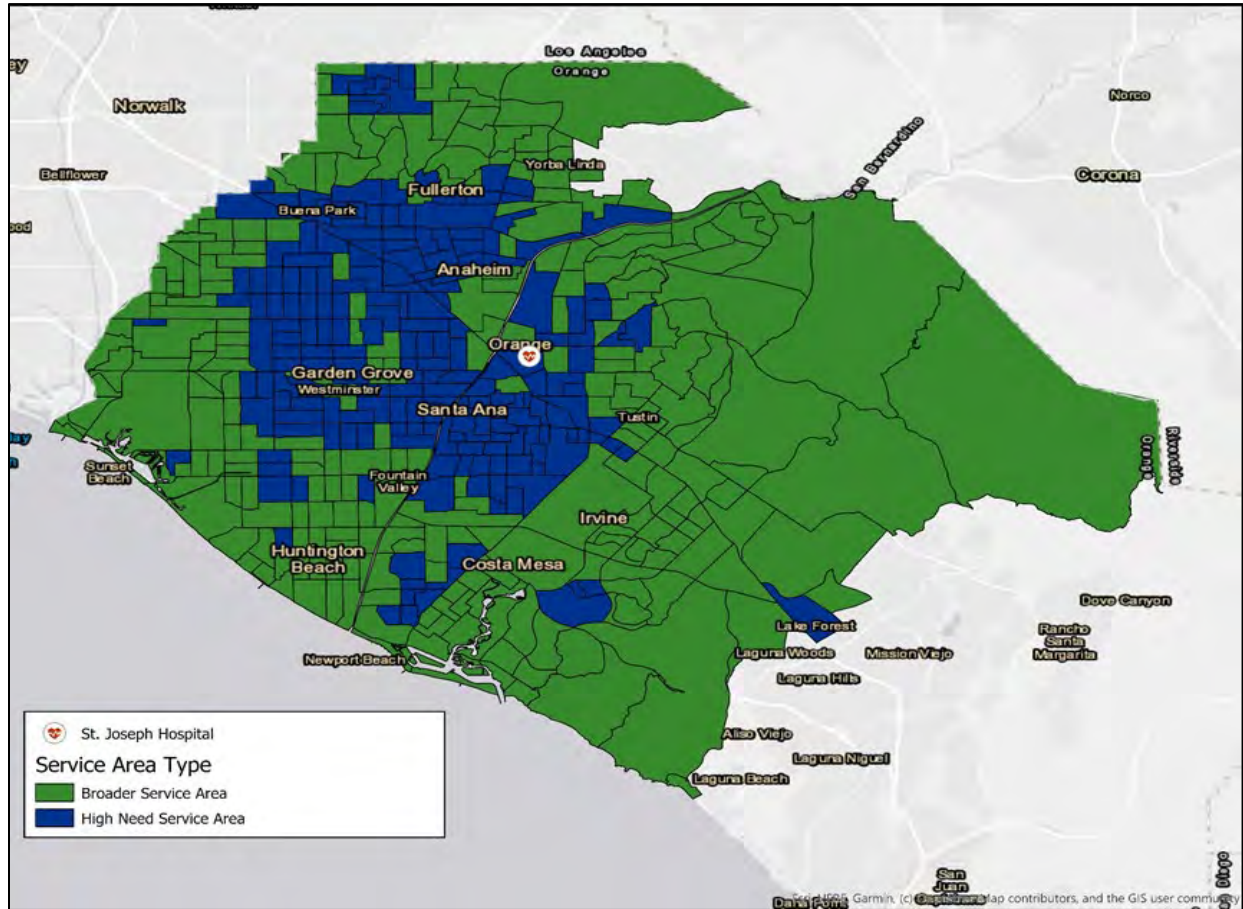 Los Angeles
Orange
Norwalk
Norco
Bellflower
Yorba Linda
San Bernardino
Corona
Fullerton
Buena Park
Anaheim
Orange
Garden Grove
Westminster
Santa Ana
Tustin
Riverside
Orange
Sunset
Beach
Fountain
Valley
Irvine
Huntington
Beach
Costa Mesa
Dove Canyon
Lake Forest
Rancho
Santa
Margarita
Newport Beach
Laguna Woods
Mission Viejo
Laguna Hills
Aliso Viejo
Laguna Niguel
Laguna Beach
St. Joseph Hospital
Service Area Type
Broader Service Area
High Need Service Area
San
Juan
Garmin, (c) contributors, and the GIS user community